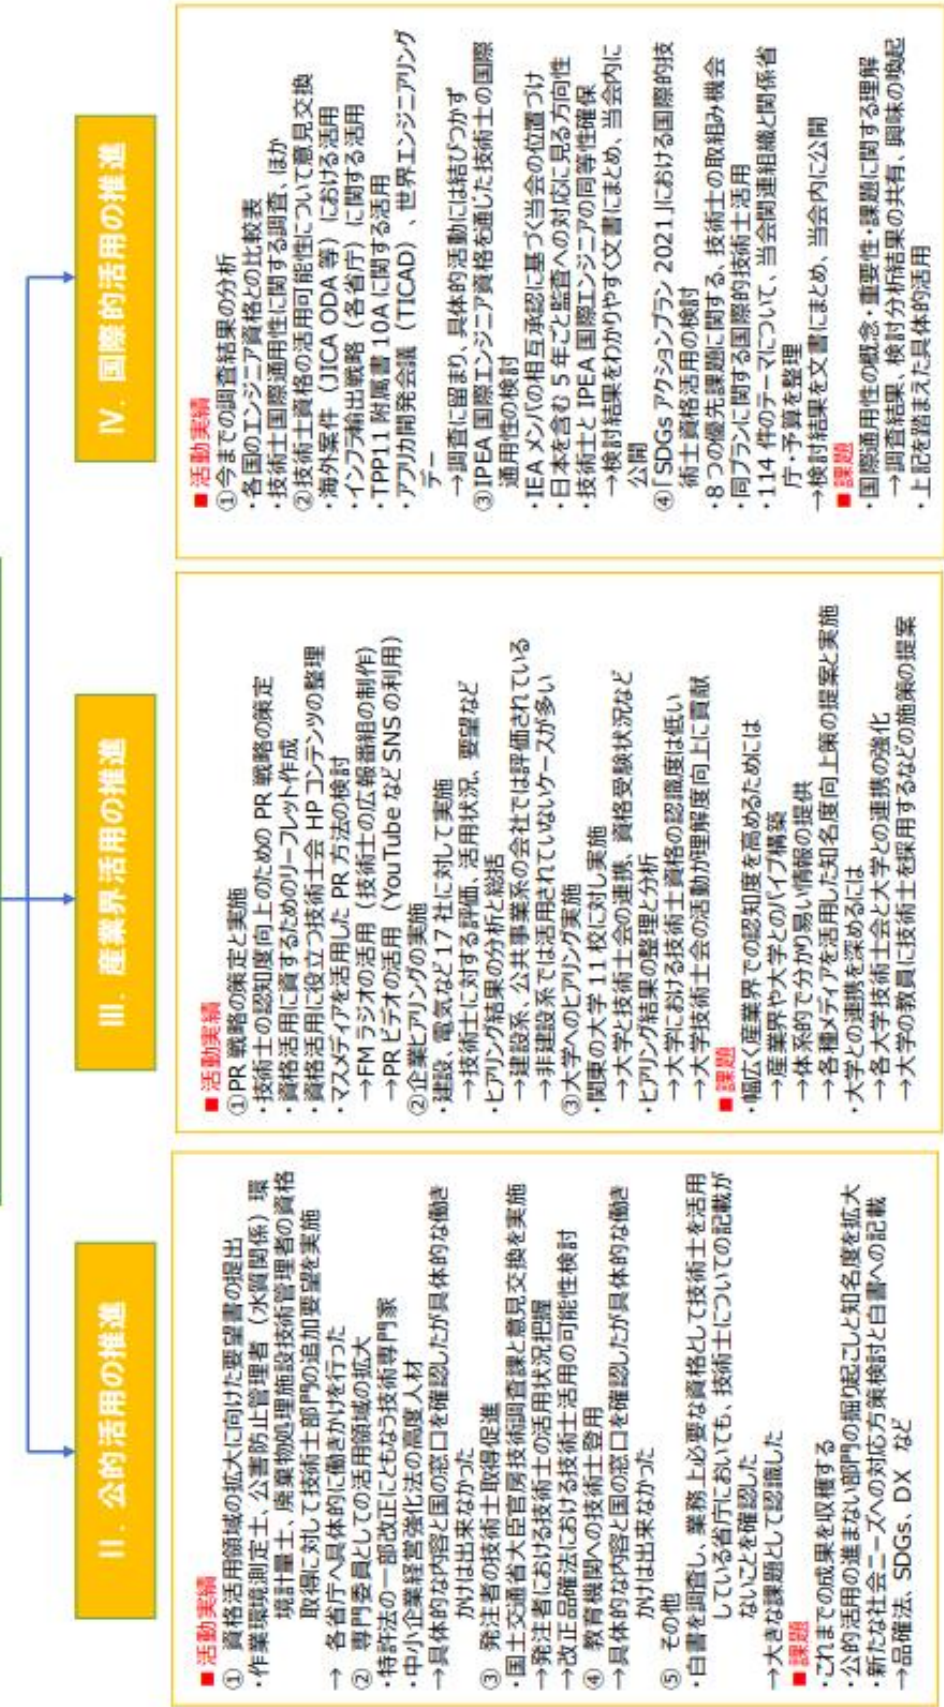 II. 公的活用の推進
■ 活動実績
① 資格活用領域の拡大に向けた要望書の提出
・作業環境測定士、公害防止管理者（水質関係）環
境計量士、廃棄物処理施設技術管理者の資格
取得に対して技術士部門の追加要望を実施
→ 各省庁へ具体的に働きかけを行った
② 専門委員としての活用領域の拡大
・特許法の一部改正にともなう技術専門家
・中小企業経営強化法の高度人材
→具体的な内容と国の窓口を確認したが具体的な働き
かけは出来なかった
③ 発注者の技術士取得促進
・国土交通省大臣官房技術調査課と意見交換を実施
→発注者における技術士の活用状況把握
→改正品確法における技術士活用の可能性検討
④ 教育機関への技術士登用
→具体的な内容と国の窓口を確認したが具体的な働き
かけは出来なかった
⑤ その他
・白書を調査し、業務上必要な資格として技術士を活用
している省庁においても、技術士についての記載が
ないことを確認した
→大きな課題として認識した
■ 課題
・これまでの成果を収穫する
・公的活用の進まない部門の掘り起こしと知名度を拡大
・新たな社会ニーズへの対応方策検討と白書への記載
→品確法、SDGs、DX など
III. 産業界活用の推進
■ 活動実績
①PR 戦略の策定と実施
・技術士の認知度向上のための PR 戦略の策定
・資格活用に資するためのリーフレット作成
・資格活用に役立つ技術士会 HP コンテンツの整理
・マスメディアを活用した PR 方法の検討
→FM ラジオの活用（技術士の広報番組の制作）
→PR ビデオの活用（YouTube など SNS の利用）
②企業ヒアリングの実施
・建設、電気など 17 社に対して実施
→技術士に対する評価、活用状況、要望など
・ヒアリング結果の分析と総括
→建設系、公共事業系の会社では評価されている
→非建設系では活用されていないケースが多い
③大学へのヒアリング実施
・関東の大学 11 校に対し実施
→大学と技術士会の連携、資格受験状況など
・ヒアリング結果の整理と分析
→大学における技術士資格の認識度は低い
→大学技術士会の活動が理解度向上に貢献
■ 課題
・幅広く産業界での認知度を高めるためには
→産業界や大学とのパイプ構築
→体系的で分かり易い情報の提供
→各種メディアを活用した知名度向上策の提案と実施
・大学との連携を深めるには
→各大学技術士会と大学との連携の強化
→大学の教員に技術士を採用するなどの施策の提案
IV. 国際的活用の推進
■ 活動実績
①今までの調査結果の分析
・各国のエンジニア資格との比較表
・技術士国際通用性に関する調査、ほか
②技術士資格の活用可能性について意見交換
・海外案件（JICA ODA 等）における活用
・インフラ輸出戦略（各省庁）に関する活用
・TPP11 附属書 10A に関する活用
・アフリカ開発会議（TICAD）、世界エンジニアリング
デー
→調査に留まり、具体的活動には結びつかず
③IPEA 国際エンジニア資格を通じた技術士の国際
通用性の検討
・IEA メンバの相互承認に基づく当会の位置づけ
・日本を含む 5 年ごと監査への対応に見る方向性
・技術士と IPEA 国際エンジニアの同等性確保
→検討結果をわかりやすく文書にまとめ、当会内に
公開
④「SDGs アクションプラン 2021」における国際的技
術士資格活用の検討
・８つの優先課題に関する、技術士の取組み機会
・同プランに関する国際的技術士活用
・114 件のテーマについて、当会関連組織と関係省
庁・予算を整理
→検討結果を文書にまとめ、当会内に公開
■ 課題
・国際通用性の概念・重要性・課題に関する理解
→調査結果、検討分析結果の共有、興味の喚起
・上記を踏まえた具体的活用